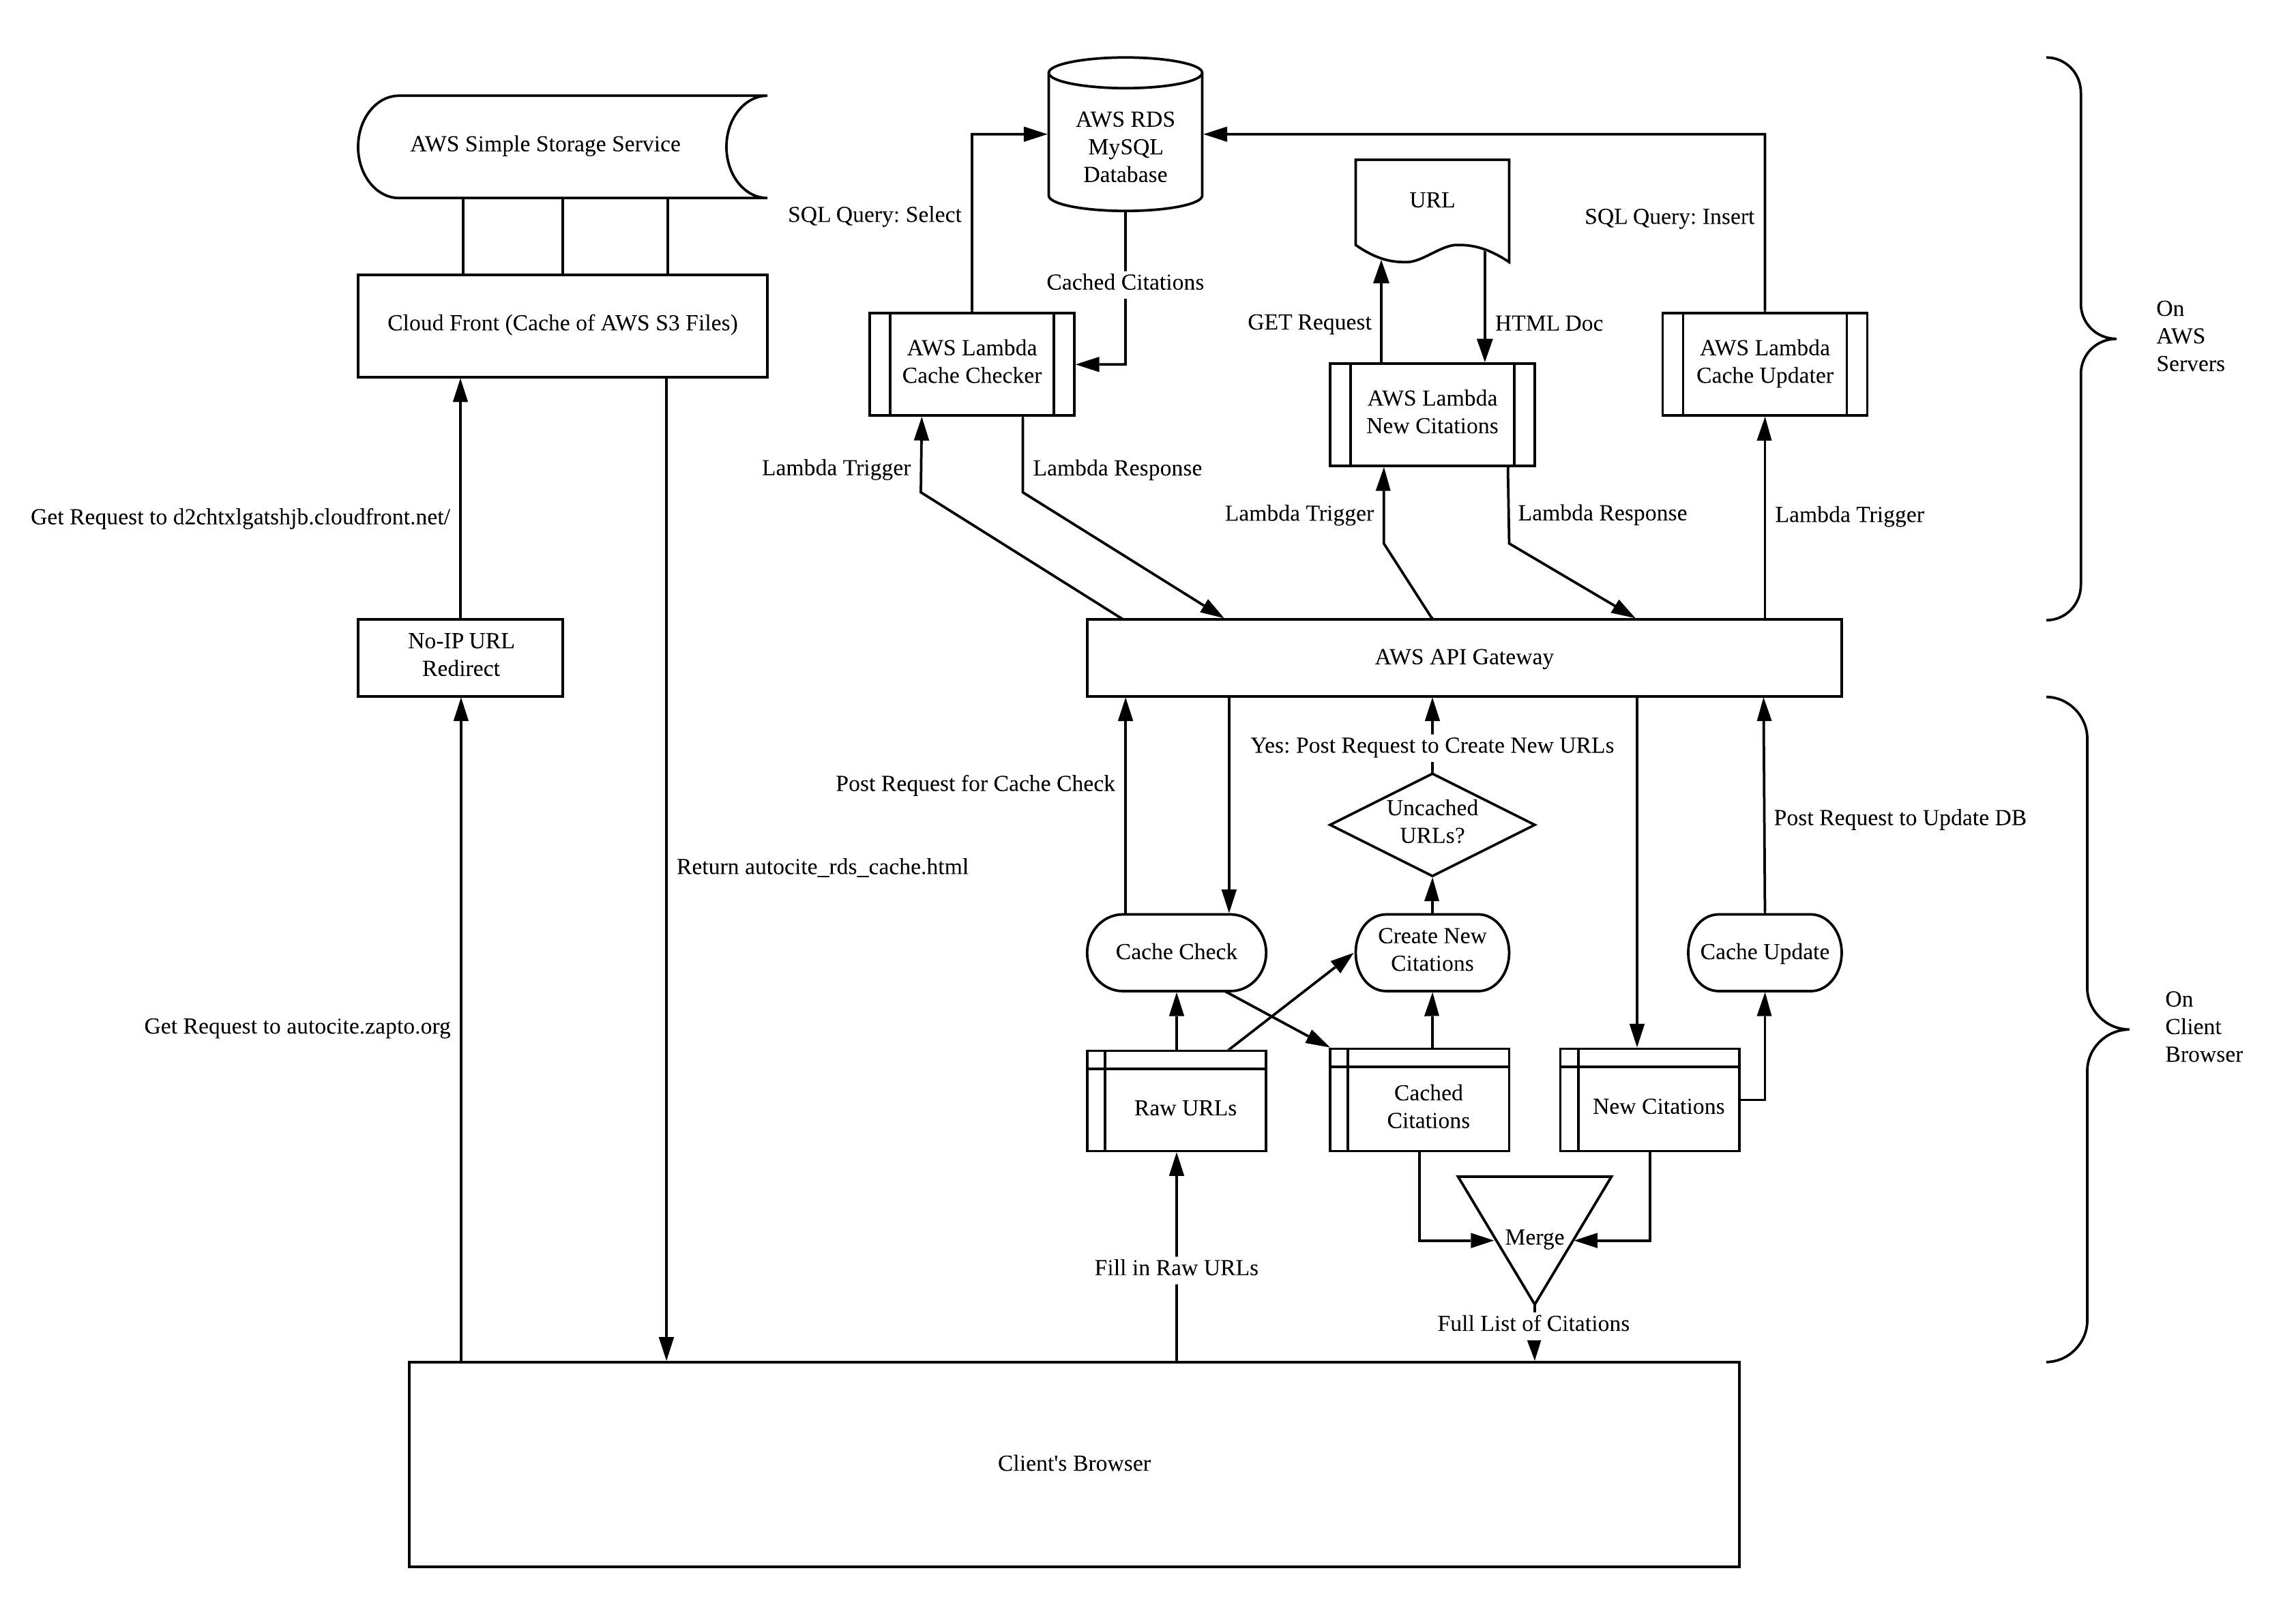 AWS Simple Storage Service
AWS RDS
MySQL
Database
URL
SQL Query: Select
SQL Query: Insert
Cached Citations
On
AWS
Servers
Cloud Front (Cache of AWS S3 Files)
GET Request
HTML Doc
AWS Lambda
Cache Checker
AWS Lambda
New Citations
AWS Lambda
Cache Updater
Lambda Trigger
Lambda Response
Get Request to d2chtxlgatshjb.cloudfront.net/
Lambda Trigger
Lambda Response
Lambda Trigger
No-IP URL
Redirect
AWS API Gateway
Yes: Post Request to Create New URLs
Post Request for Cache Check
Uncached
URLs?
Post Request to Update DB
Return autocite_rds_cache.html
Cache Check
Create New
Citations
Cache Update
Get Request to autocite.zapto.org
On
Client
Browser
Raw URLs
Cached
Citations
New Citations
Merge
Fill in Raw URLs
Full List of Citations
Client's Browser